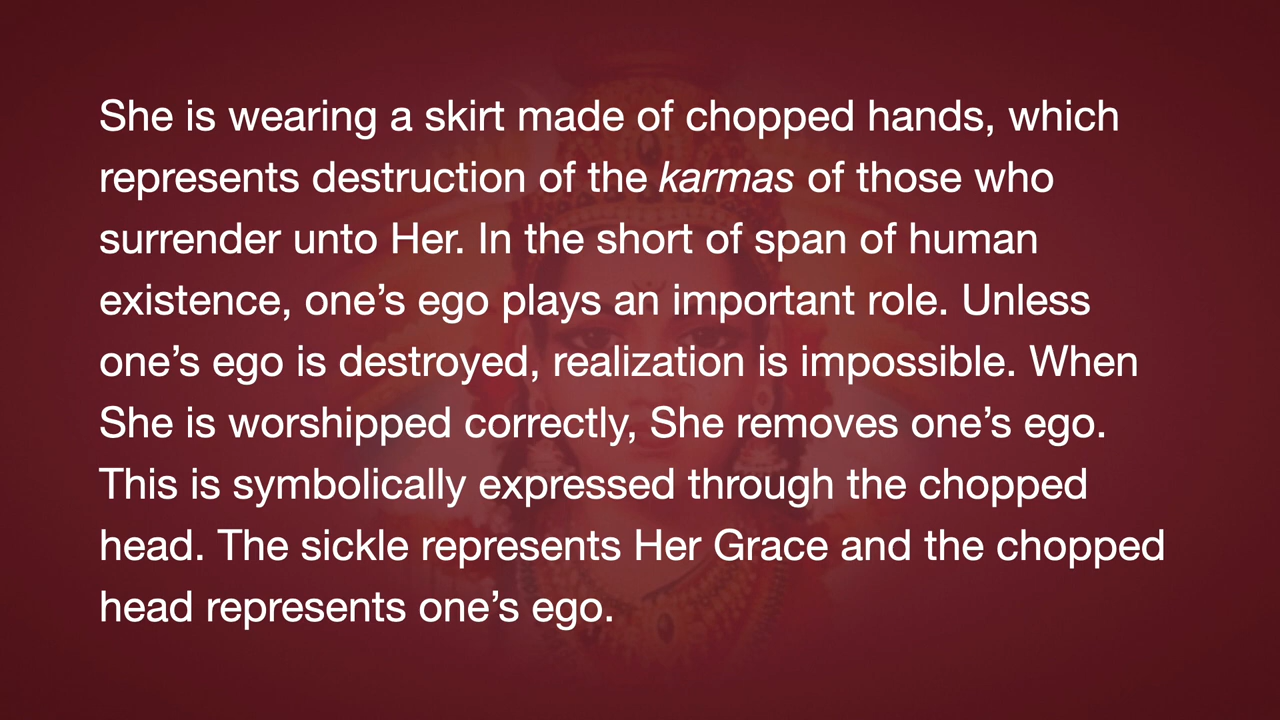 She is wearing a skirt made of chopped hands, which
represents destruction of the karmas of those who
surrender unto Her. In the short of span of human
existence, one’s ego plays an important role. Unless
one’s ego is destroyed, realization is impossible. When
She is worshipped correctly, She removes one’s ego.
This is symbolically expressed through the chopped
head. The sickle represents Her Grace and the chopped
head represents one’s ego.